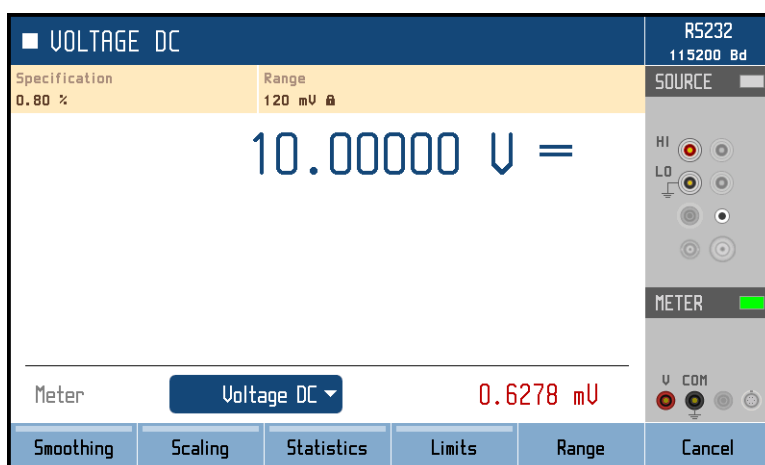 VOLTAGE DC
RS232
115200 Bd
Specification
0.80 %
Range
120 mV
SOURCE
10.00000 V =
HI
LO
METER
Meter
Voltage DC
0.6278 mV
V COM
Smoothing
Scaling
Statistics
Limits
Range
Cancel